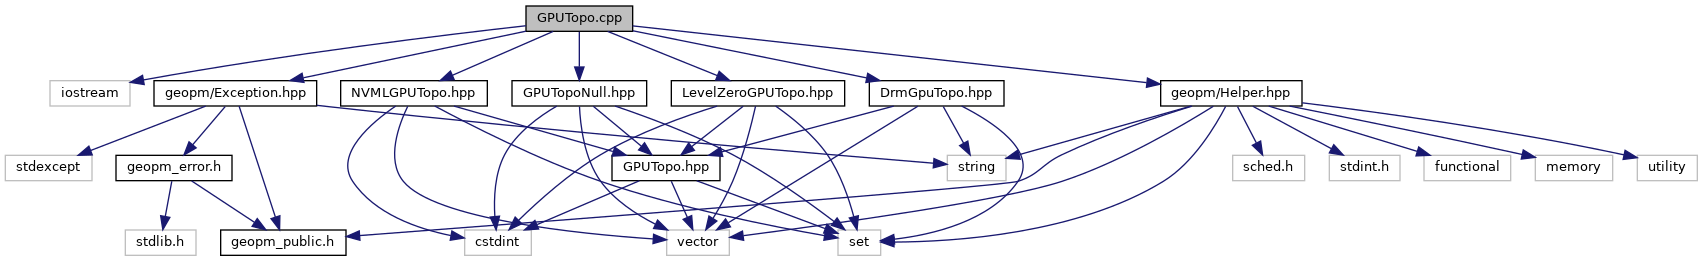 GPUTopo.cpp
iostream
geopm/Exception.hpp
NVMLGPUTopo.hpp
GPUTopoNull.hpp
LevelZeroGPUTopo.hpp
DrmGpuTopo.hpp
geopm/Helper.hpp
stdexcept
geopm_error.h
GPUTopo.hpp
string
sched.h
stdint.h
functional
memory
utility
stdlib.h
geopm_public.h
cstdint
vector
set